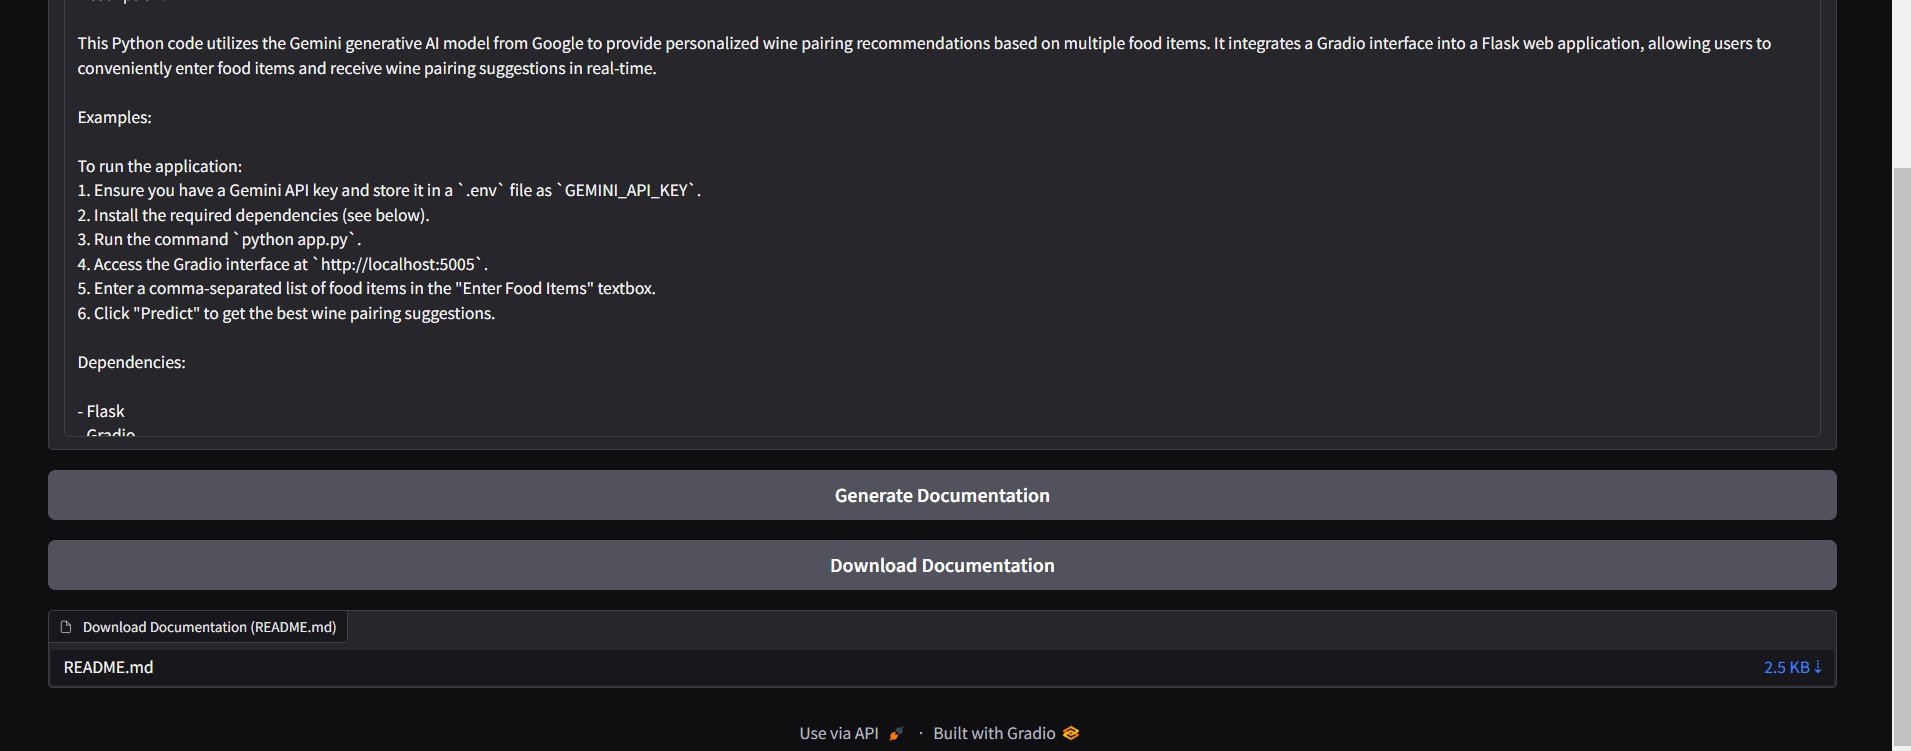 This Python code utilizes the Gemini generative AI model from Google to provide personalized wine pairing recommendations based on multiple food items. It integrates a Gradio interface into a Flask web application, allowing users to
conveniently enter food items and receive wine pairing suggestions in real-time.
Examples:
To run the application:
1. Ensure you have a Gemini API key and store it in a `.env` file as `GEMINI_API_KEY`.
2. Install the required dependencies (see below).
3. Run the command `python app.py`.
4. Access the Gradio interface at `http://localhost:5005`.
5. Enter a comma-separated list of food items in the "Enter Food Items" textbox.
6. Click "Predict" to get the best wine pairing suggestions.
Dependencies:
- Flask
- Gradio
Generate Documentation
Download Documentation
Download Documentation (README.md)
README.md 2.5 KB ⇣
Use via API · Built with Gradio